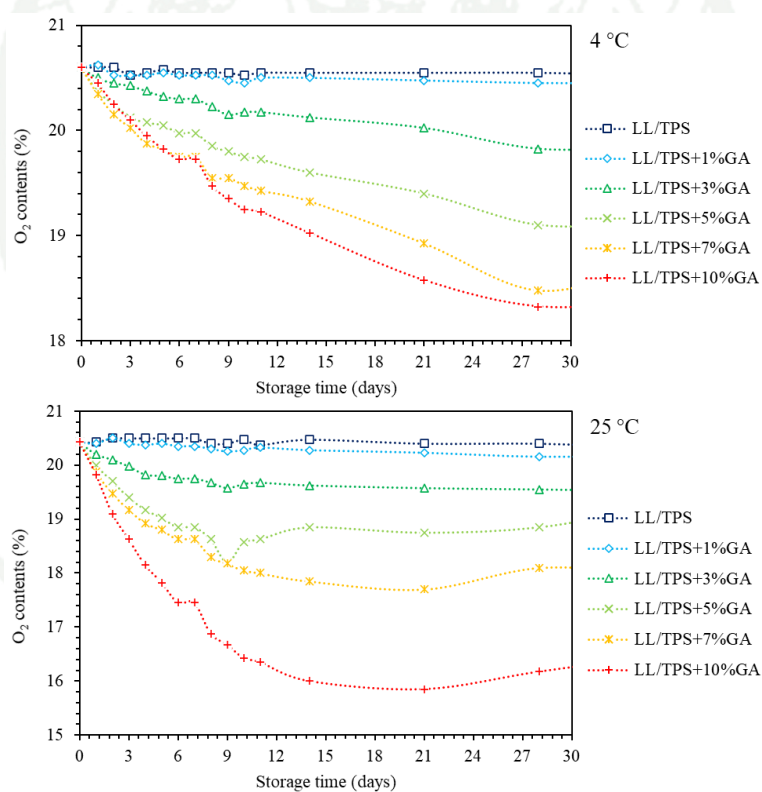 4 °C
21
20
19
18
O₂ contents (%)
0 3 6 9 12 15 18 21 24 27 30
Storage time (days)
LL/TPS
LL/TPS+1%GA
LL/TPS+3%GA
LL/TPS+5%GA
LL/TPS+7%GA
LL/TPS+10%GA
25 °C
21
20
19
18
17
16
15
O₂ contents (%)
0 3 6 9 12 15 18 21 24 27 30
Storage time (days)
LL/TPS
LL/TPS+1%GA
LL/TPS+3%GA
LL/TPS+5%GA
LL/TPS+7%GA
LL/TPS+10%GA